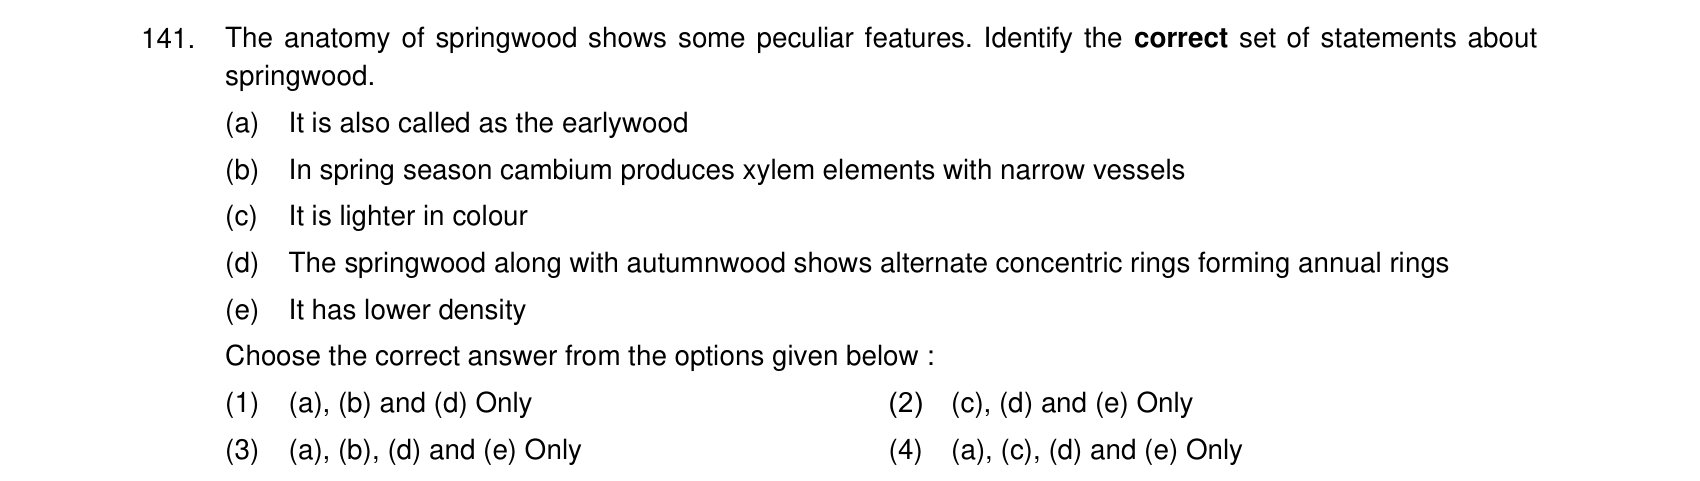 141. The anatomy of springwood shows some peculiar features. Identify the correct set of statements about
springwood.
(a) It is also called as the earlywood
(b) In spring season cambium produces xylem elements with narrow vessels
(c) It is lighter in colour
(d) The springwood along with autumnwood shows alternate concentric rings forming annual rings
(e) It has lower density
Choose the correct answer from the options given below :
(1) (a), (b) and (d) Only (2) (c), (d) and (e) Only
(3) (a), (b), (d) and (e) Only (4) (a), (c), (d) and (e) Only